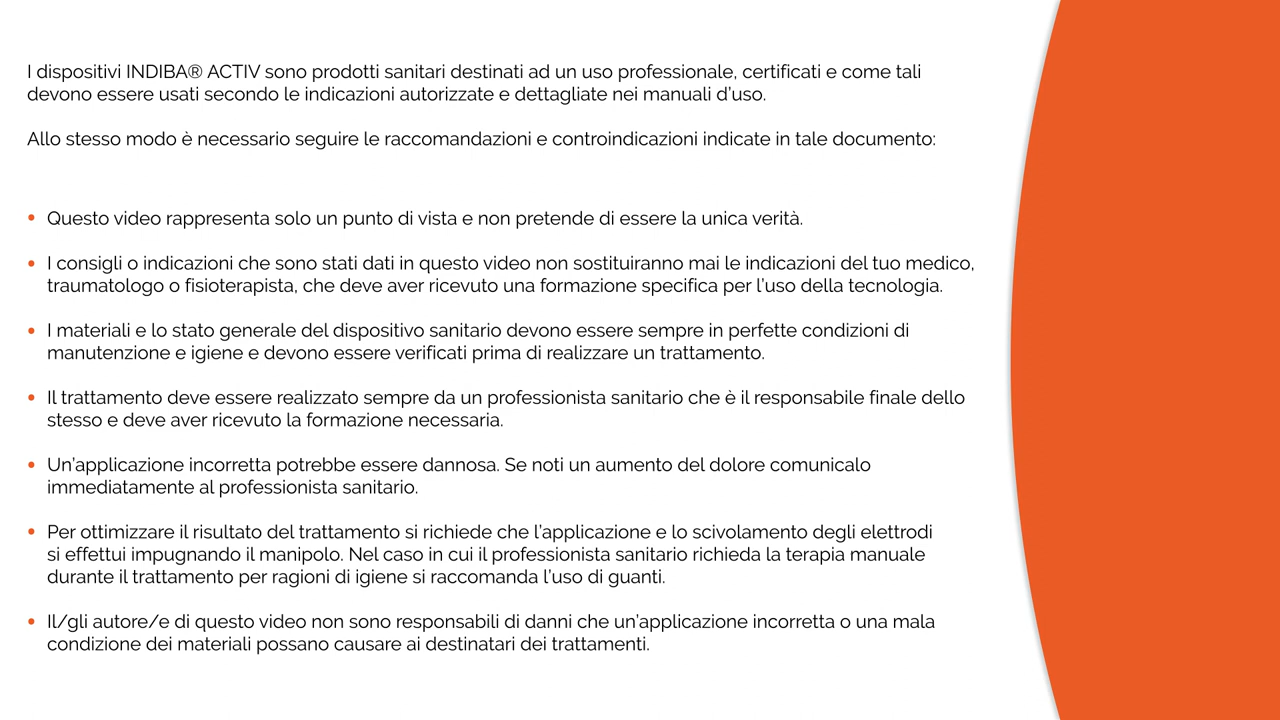 I dispositivi INDIBA® ACTIV sono prodotti sanitari destinati ad un uso professionale, certificati e come tali
devono essere usati secondo le indicazioni autorizzate e dettagliate nei manuali d'uso.
Allo stesso modo è necessario seguire le raccomandazioni e controindicazioni indicate in tale documento:
• Questo video rappresenta solo un punto di vista e non pretende di essere la unica verità.
• I consigli o indicazioni che sono stati dati in questo video non sostituiranno mai le indicazioni del tuo medico,
traumatologo o fisioterapista, che deve aver ricevuto una formazione specifica per l'uso della tecnologia.
• I materiali e lo stato generale del dispositivo sanitario devono essere sempre in perfette condizioni di
manutenzione e igiene e devono essere verificati prima di realizzare un trattamento.
• Il trattamento deve essere realizzato sempre da un professionista sanitario che è il responsabile finale dello
stesso e deve aver ricevuto la formazione necessaria.
• Un'applicazione incorretta potrebbe essere dannosa. Se noti un aumento del dolore comunicalo
immediatamente al professionista sanitario.
• Per ottimizzare il risultato del trattamento si richiede che l'applicazione e lo scivolamento degli elettrodi
si effettui impugnando il manipolo. Nel caso in cui il professionista sanitario richieda la terapia manuale
durante il trattamento per ragioni di igiene si raccomanda l'uso di guanti.
• Il/gli autore/e di questo video non sono responsabili di danni che un'applicazione incorretta o una mala
condizione dei materiali possano causare ai destinatari dei trattamenti.